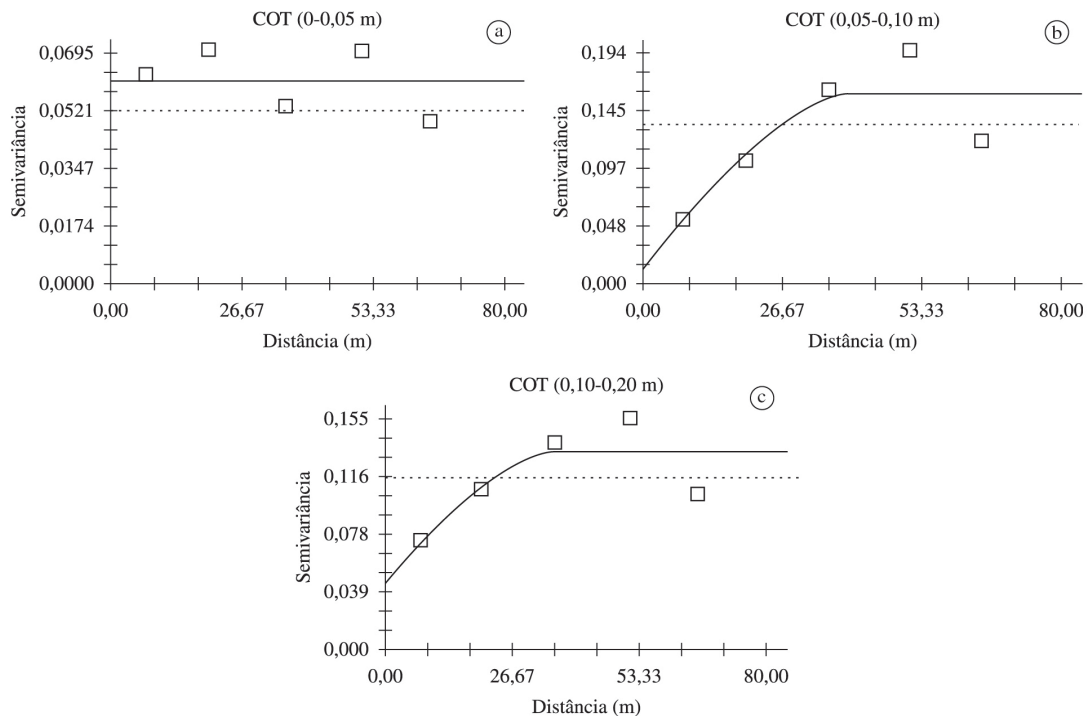 COT (0-0,05 m)
a
Semivariância
0,0695
0,0521
0,0347
0,0174
0,0000
0,00 26,67 53,33 80,00
Distância (m)
COT (0,05-0,10 m)
b
Semivariância
0,194
0,145
0,097
0,048
0,000
0,00 26,67 53,33 80,00
Distância (m)
COT (0,10-0,20 m)
c
Semivariância
0,155
0,116
0,078
0,039
0,000
0,00 26,67 53,33 80,00
Distância (m)